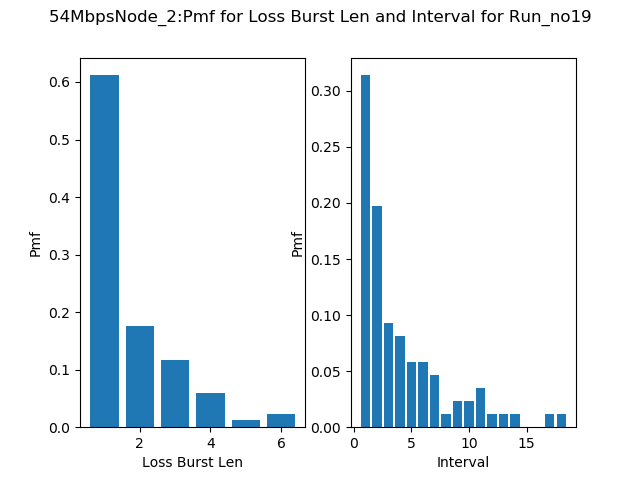 54MbpsNode_2:Pmf for Loss Burst Len and Interval for Run_no19
Pmf
0.6
0.5
0.4
0.3
0.2
0.1
0.0
2 4 6
Loss Burst Len
Pmf
0.30
0.25
0.20
0.15
0.10
0.05
0.00
0 5 10 15
Interval